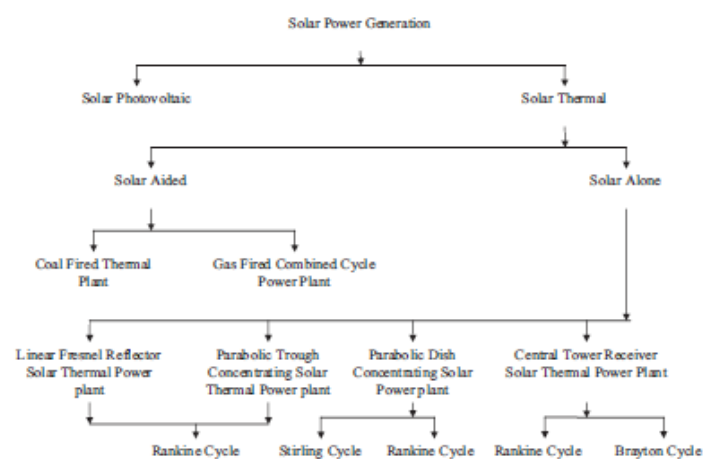 Solar Power Generation
Solar Photovoltaic
Solar Thermal
Solar Aided
Solar Alone
Coal Fired Thermal
Plant
Gas Fired Combined Cycle
Power Plant
Linear Fresnel Reflector
Solar Thermal Power
plant
Parabolic Trough
Concentrating Solar
Thermal Power plant
Parabolic Dish
Concentrating Solar
Power plant
Central Tower Receiver
Solar Thermal Power Plant
Rankine Cycle
Stirling Cycle
Rankine Cycle
Rankine Cycle
Brayton Cycle